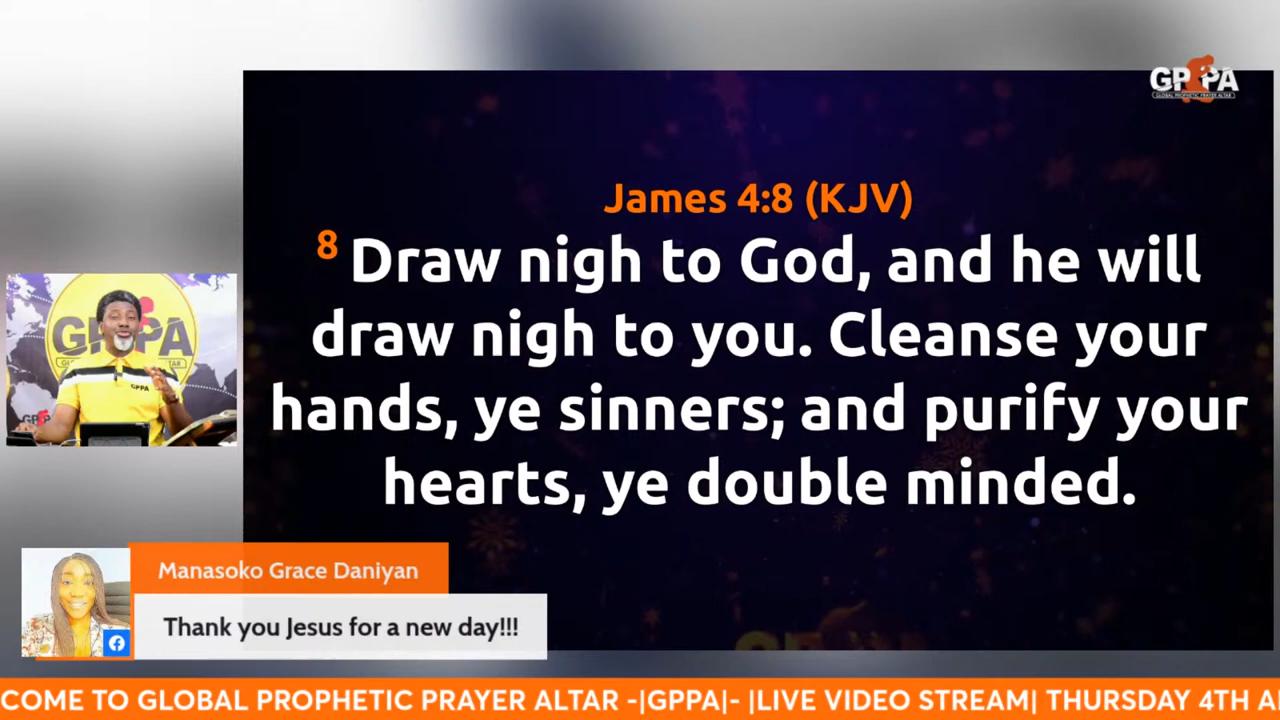 GPPA
GLOBAL PROPHETIC PRAYER ALTAR
James 4:8 (KJV)
8 Draw nigh to God, and he will
draw nigh to you. Cleanse your
hands, ye sinners; and purify your
hearts, ye double minded.
GPPA
GPPA
Manasoko Grace Daniyan
Thank you Jesus for a new day!!!
COME TO GLOBAL PROPHETIC PRAYER ALTAR -|GPPA|- |LIVE VIDEO STREAM| THURSDAY 4TH